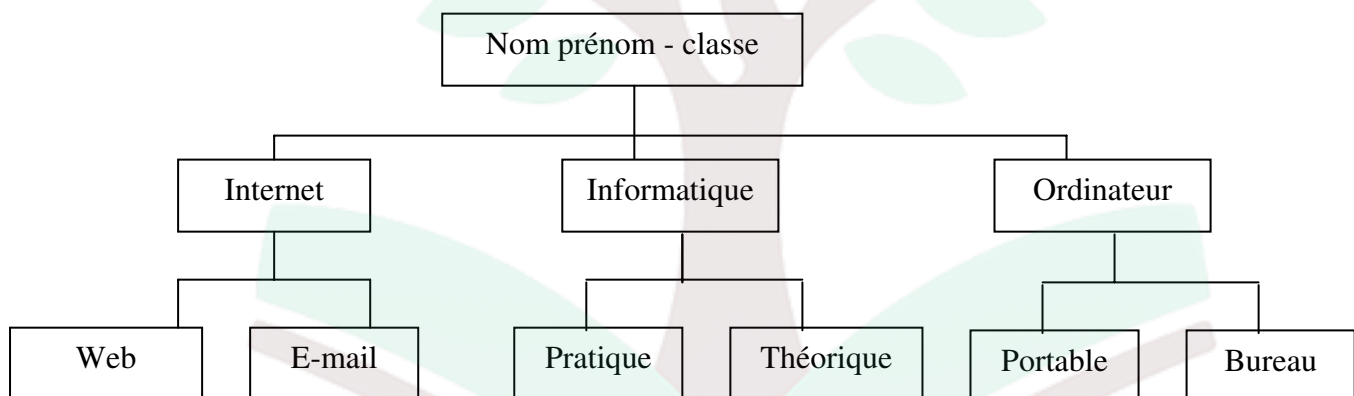 Nom prénom - classe
Internet
Informatique
Ordinateur
Web
E-mail
Pratique
Théorique
Portable
Bureau